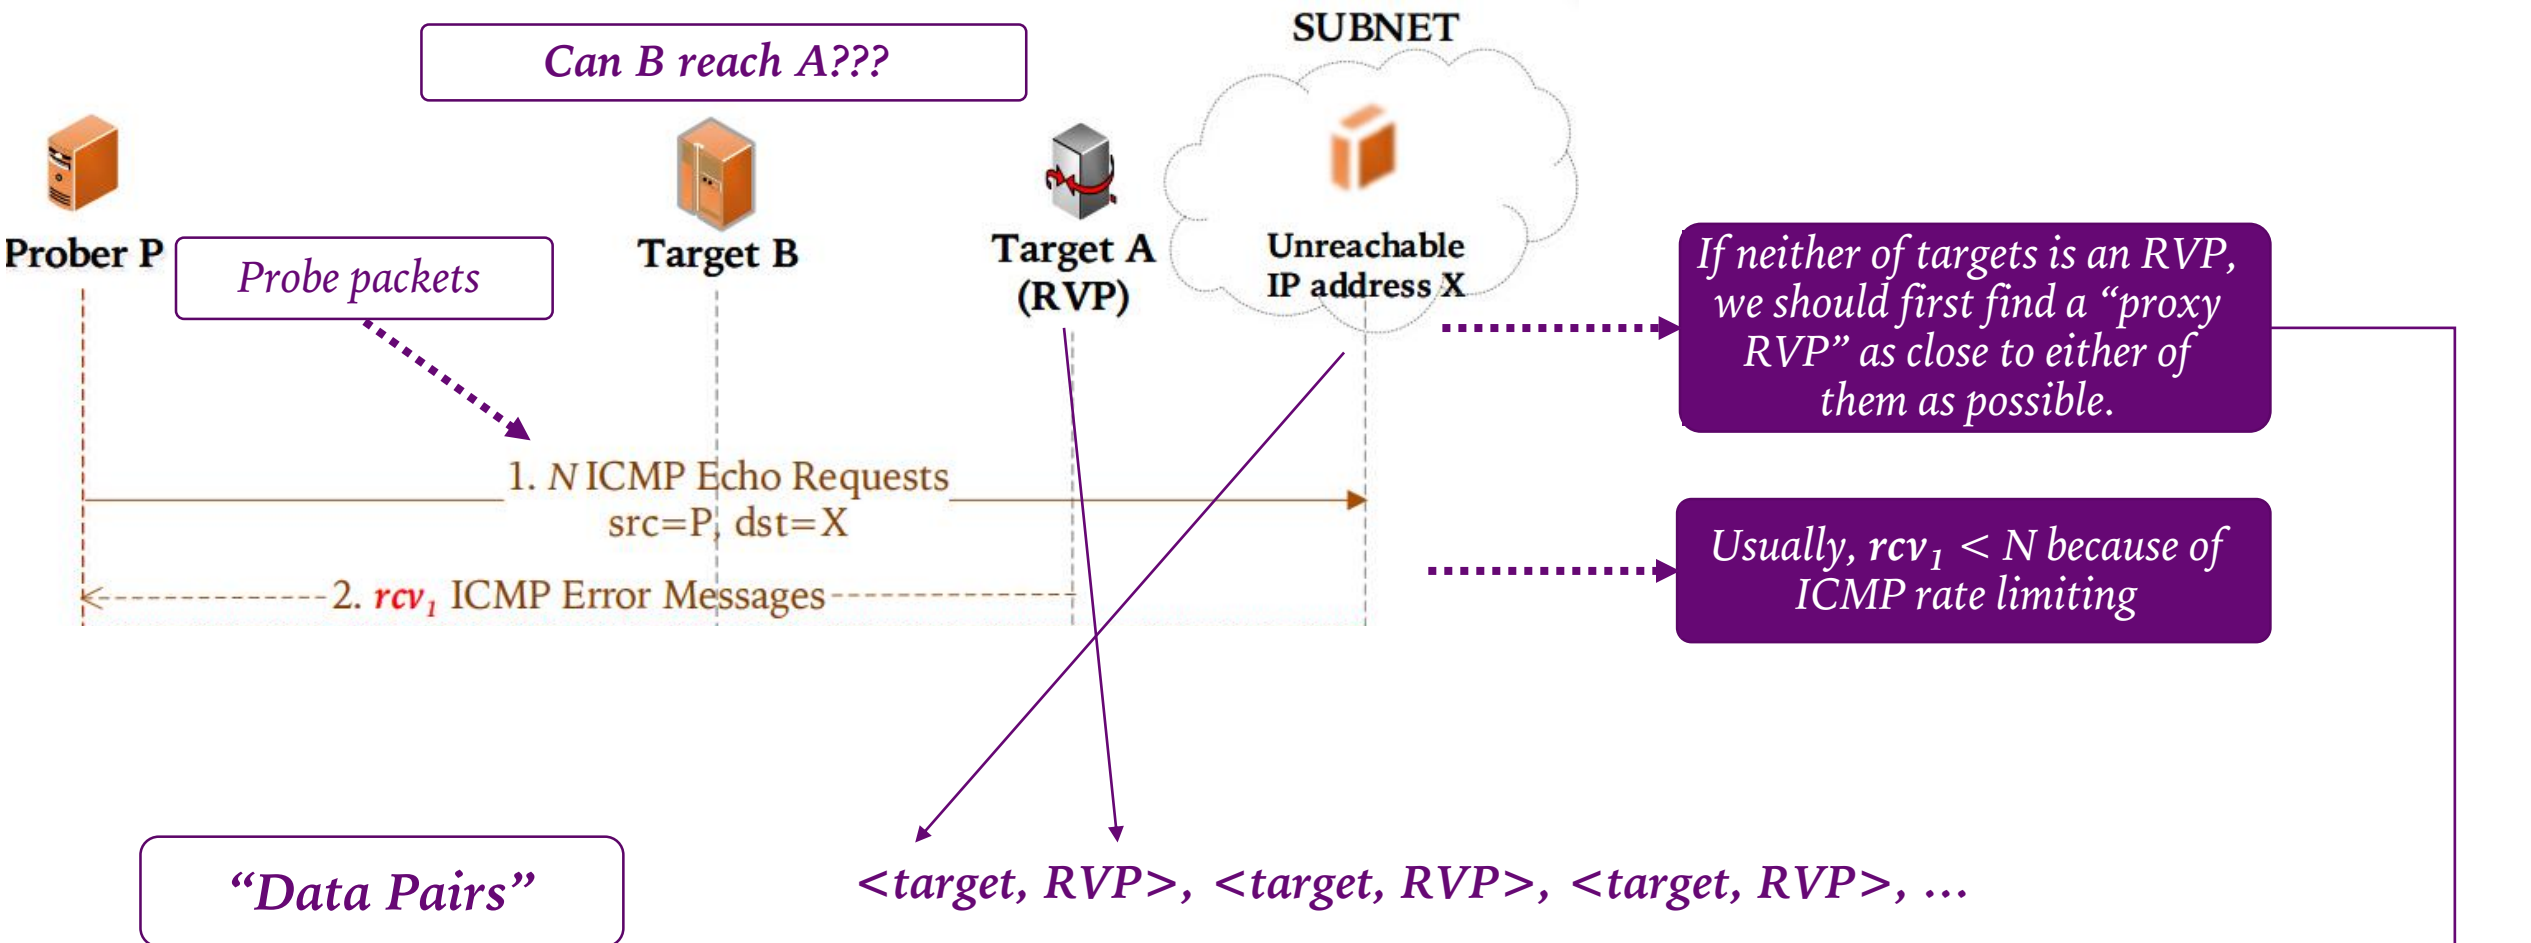 SUBNET
Can B reach A???
Prober P
Target B
Target A
(RVP)
Unreachable
IP address X
Probe packets
If neither of targets is an RVP,
we should first find a “proxy
RVP” as close to either of
them as possible.
1. N ICMP Echo Requests
src=P, dst=X
Usually, rcv₁ < N because of
ICMP rate limiting
2. rcv₁ ICMP Error Messages
“Data Pairs”
<target, RVP>, <target, RVP>, <target, RVP>, ...